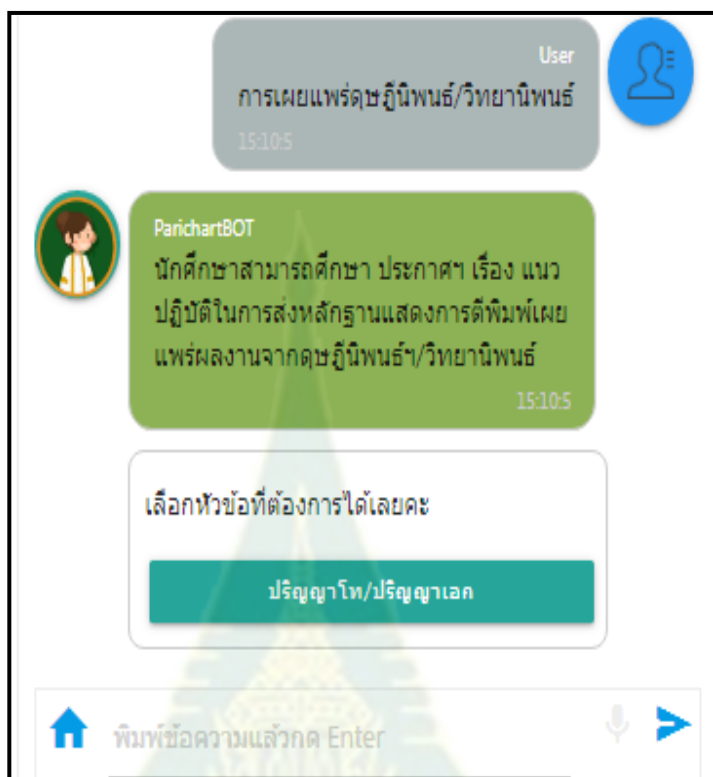 User
การเผยแพร่ดุษฎีนิพนธ์/วิทยานิพนธ์
15:10:5
ParichartBOT
นักศึกษาสามารถศึกษา ประกาศฯ เรื่อง แนว
ปฏิบัติในการส่งหลักฐานแสดงการตีพิมพ์เผย
แพร่ผลงานจากดุษฎีนิพนธ์ฯ/วิทยานิพนธ์
15:10:5
เลือกหัวข้อที่ต้องการได้เลยคะ
ปริญญาโท/ปริญญาเอก
พิมพ์ข้อความแล้วกด Enter